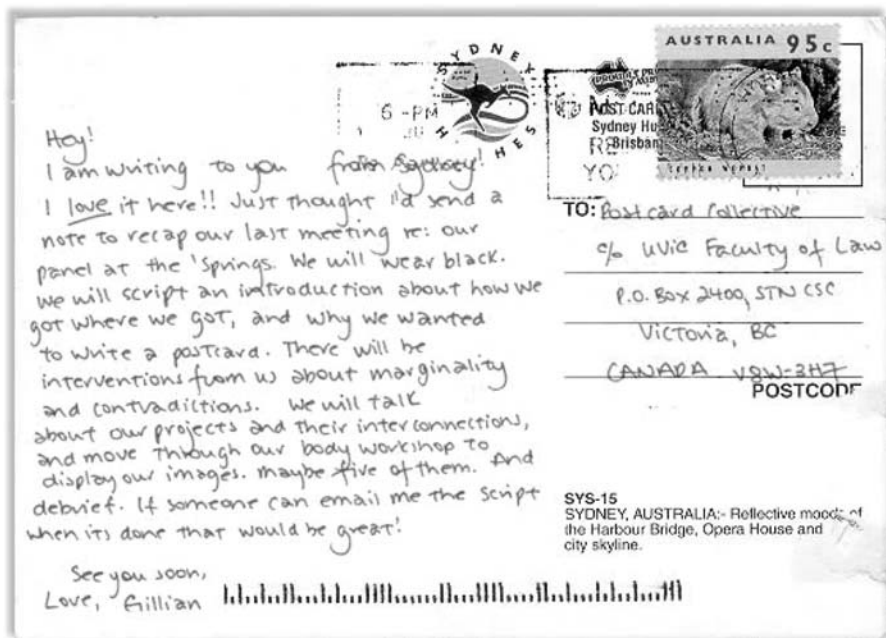 Hey!
I am writing to you from Sydney!
I love it here!! Just thought I'd send a
note to recap our last meeting re: our
panel at the 'Springs. We will wear black.
We will script an introduction about how we
got where we got, and why we wanted
to write a postcard. There will be
interventions from us about marginality
and contradictions. We will talk
about our projects and their interconnections,
and move through our body workshop to
display our images. maybe five of them. And
debrief. If someone can email me the script
when its done that would be great!
See you soon,
Love, Gillian
SYDNEY
6 -PM
AUSTRALIA 95c
POST CAR
Sydney Hu
Brisban
RE
YO
TO: Postcard Collective
c/o UVic Faculty of Law
P.O. Box 2400, STN CSC
Victoria, BC
CANADA V8W-3H7
POSTCODE
SYS-15
SYDNEY, AUSTRALIA:- Reflective moods of
the Harbour Bridge, Opera House and
city skyline.